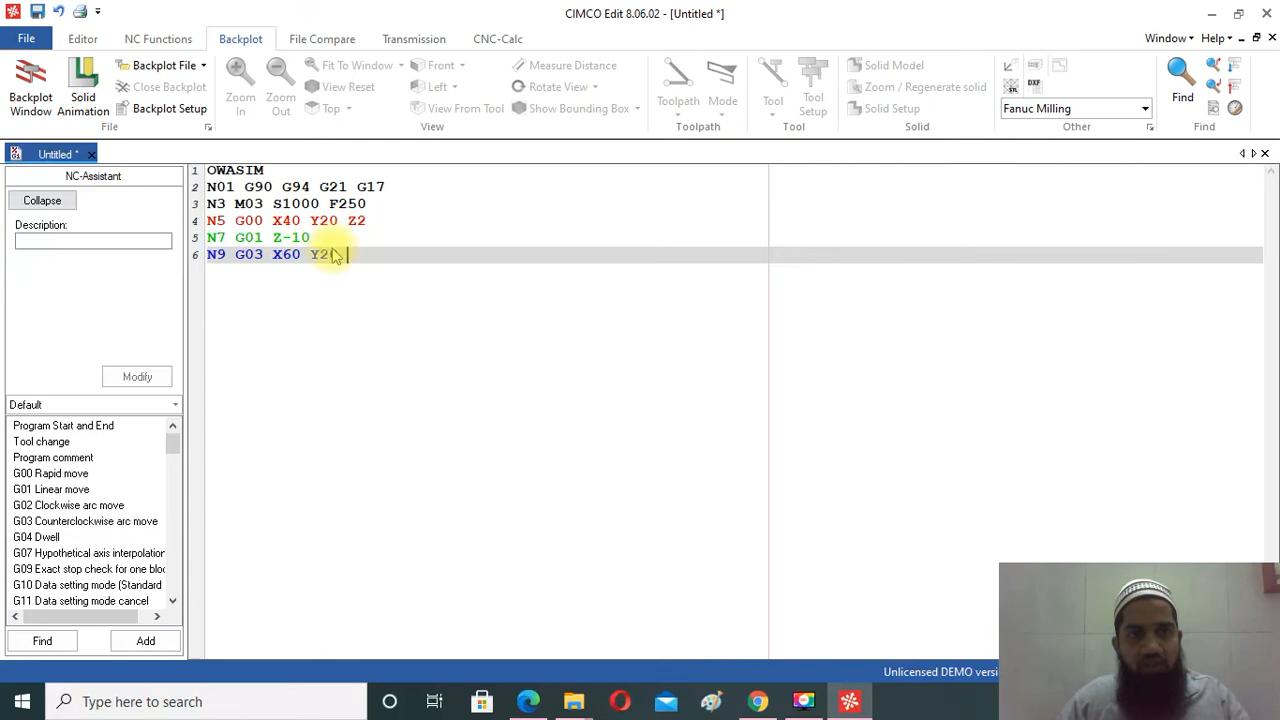 CIMCO Edit 8.06.02 - [Untitled *]
File Editor NC Functions Backplot File Compare Transmission CNC-Calc Window Help
Backplot Window
Solid Animation
Backplot File
Close Backplot
Backplot Setup
File
Zoom In
Zoom Out
Fit To Window
View Reset
Top
Front
Left
View From Tool
Measure Distance
Rotate View
Show Bounding Box
View
Toolpath
Mode
Toolpath
Tool
Tool Setup
Tool
Solid Model
Zoom / Regenerate solid
Solid Setup
Solid
DXF
Fanuc Milling
Other
Find
Find
Untitled *
NC-Assistant
Collapse
Description:
Modify
Default
Program Start and End
Tool change
Program comment
G00 Rapid move
G01 Linear move
G02 Clockwise arc move
G03 Counterclockwise arc move
G04 Dwell
G07 Hypothetical axis interpolation
G09 Exact stop check for one bloc
G10 Data setting mode (Standard
G11 Data setting mode cancel
Find Add
1 OWASIM
2 N01 G90 G94 G21 G17
3 N3 M03 S1000 F250
4 N5 G00 X40 Y20 Z2
5 N7 G01 Z-10
6 N9 G03 X60
Unlicensed DEMO versi
Type here to search